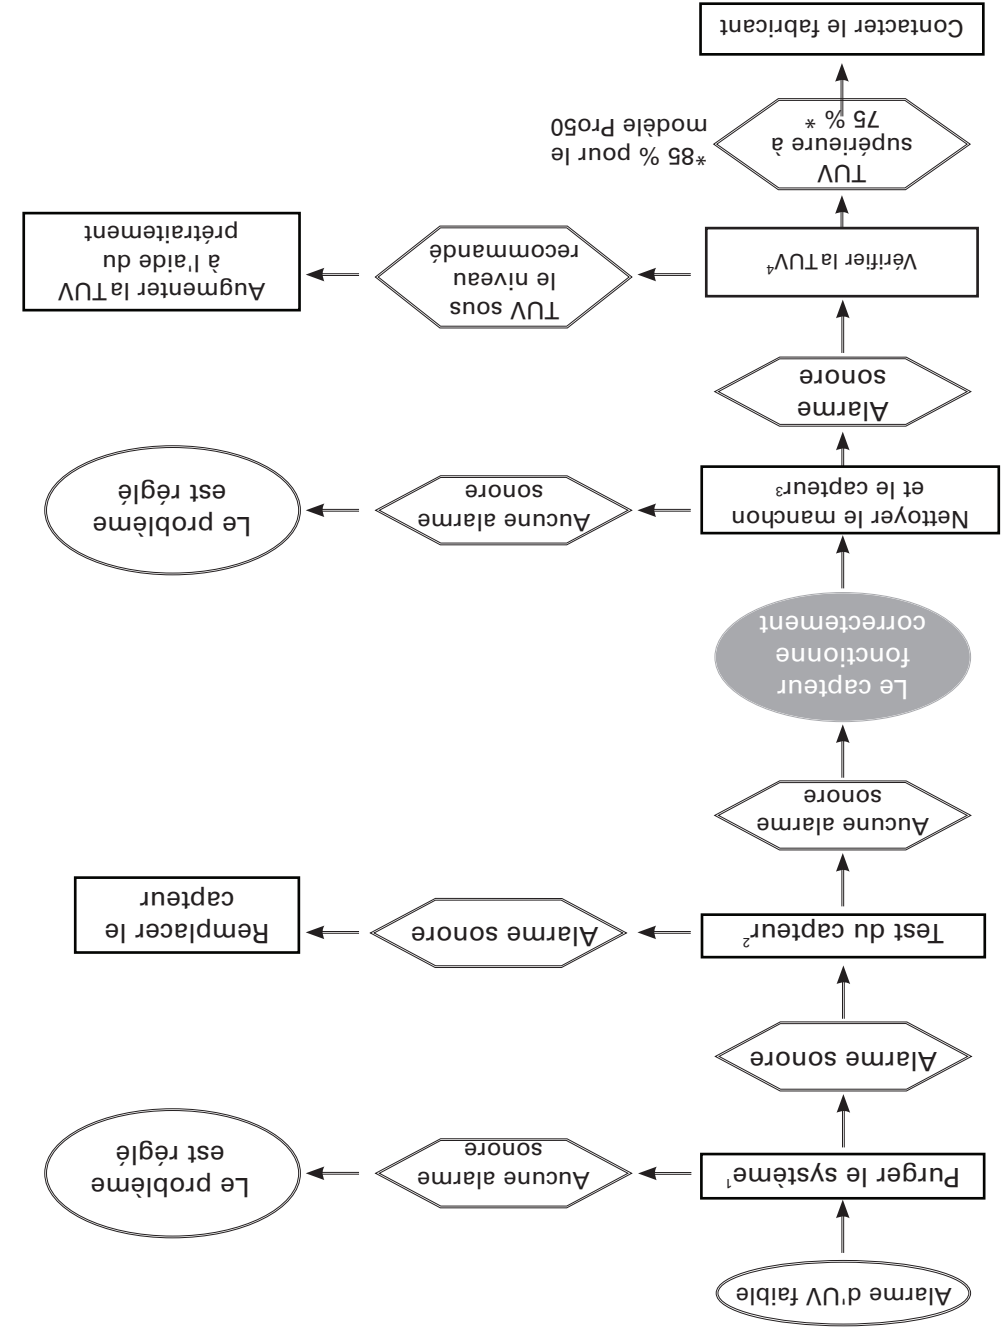 Alarme d'UV faible
Purger le système¹
Aucune alarme
sonore
Le problème
est réglé
Alarme sonore
Test du capteur²
Alarme sonore
Remplacer le
capteur
Aucune alarme
sonore
Le capteur
fonctionne
correctement
Nettoyer le manchon
et le capteur³
Aucune alarme
sonore
Le problème
est réglé
Alarme
sonore
Vérifier la TUV⁴
TUV sous
le niveau
recommandé
Augmenter la TUV
à l'aide du
prétraitement
TUV
supérieure à
75 % *
*85 % pour le
modèle Pro50
Contacter le fabricant